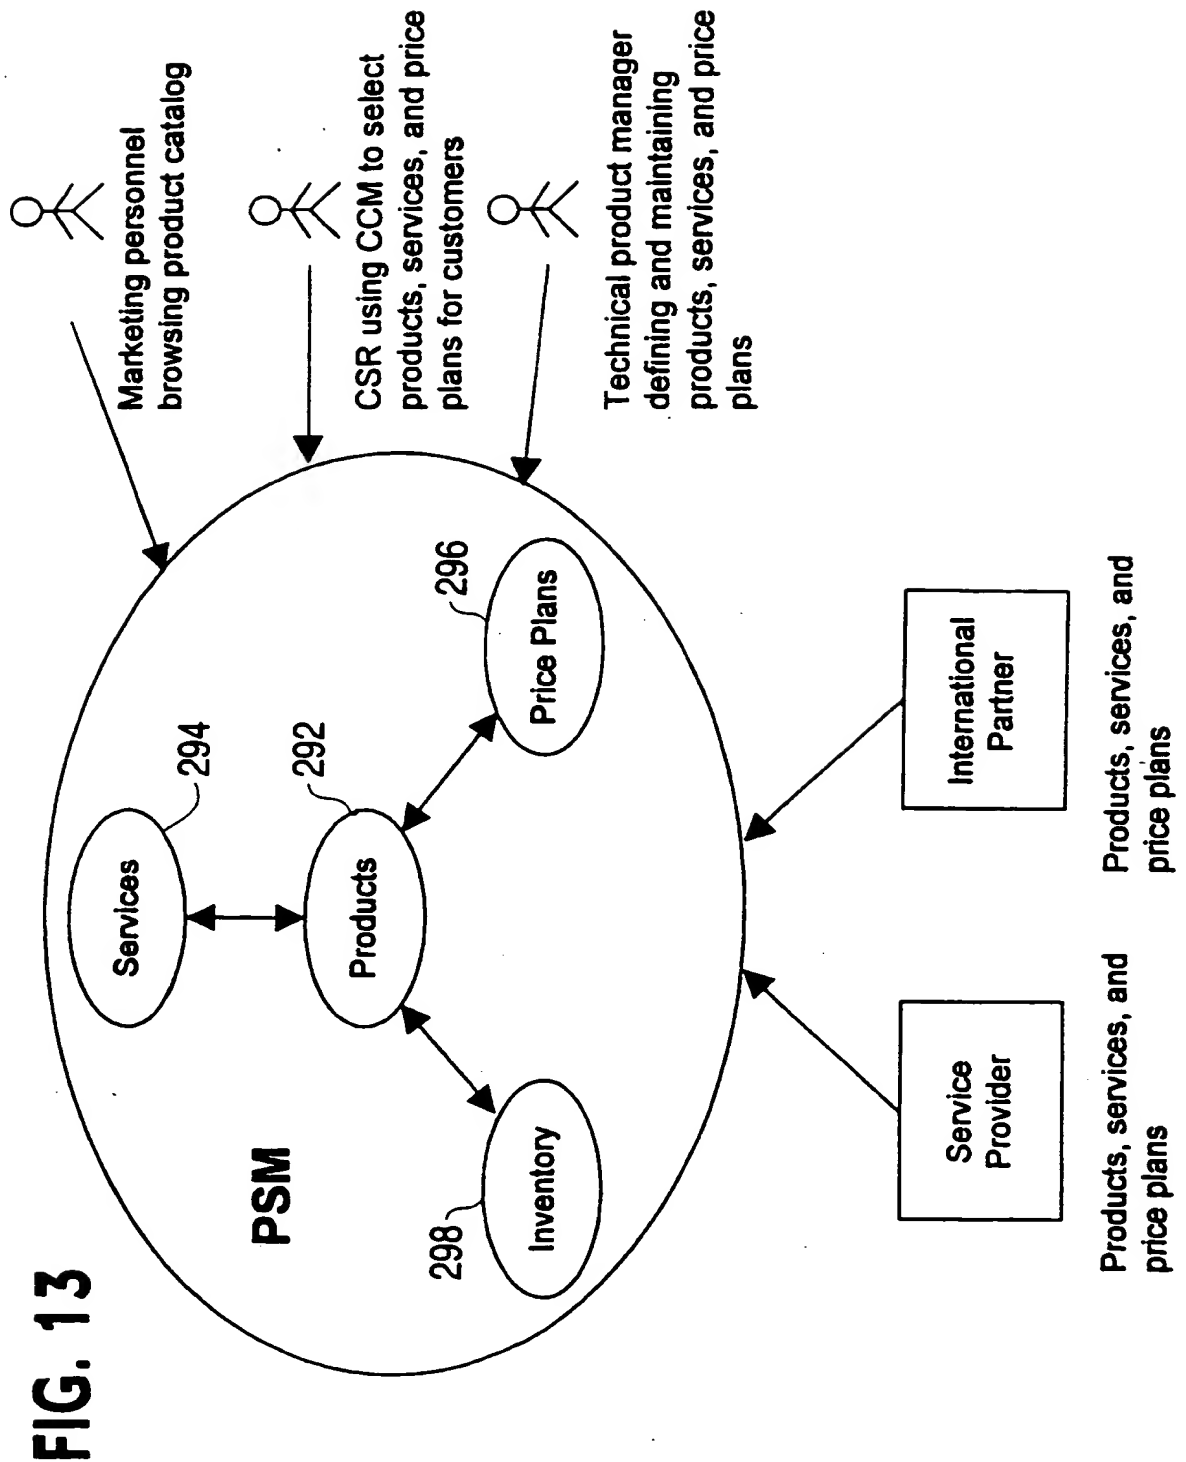 FIG. 13
PSM
Services
294
Products
292
Price Plans
296
Inventory
298
Marketing personnel
browsing product catalog
CSR using CCM to select
products, services, and price
plans for customers
Technical product manager
defining and maintaining
products, services, and price
plans
Service
Provider
Products, services, and
price plans
International
Partner
Products, services, and
price plans